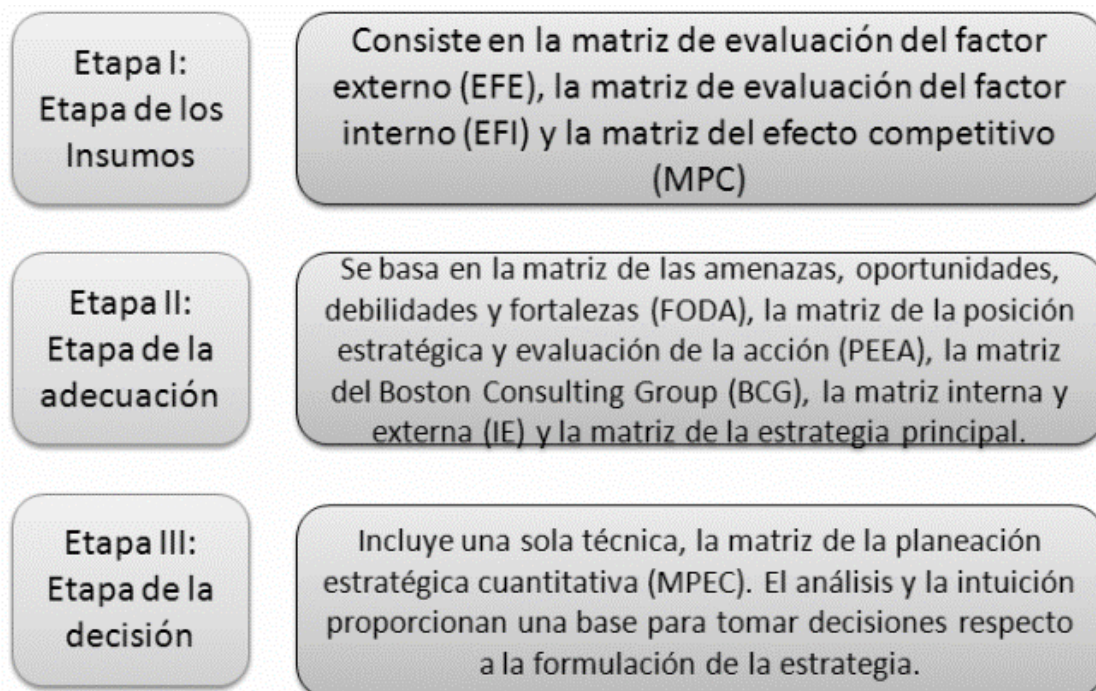 Etapa I:
Etapa de los
Insumos
Consiste en la matriz de evaluación del factor
externo (EFE), la matriz de evaluación del factor
interno (EFI) y la matriz del efecto competitivo
(MPC)
Etapa II:
Etapa de la
adecuación
Se basa en la matriz de las amenazas, oportunidades,
debilidades y fortalezas (FODA), la matriz de la posición
estratégica y evaluación de la acción (PEEA), la matriz
del Boston Consulting Group (BCG), la matriz interna y
externa (IE) y la matriz de la estrategia principal.
Etapa III:
Etapa de la
decisión
Incluye una sola técnica, la matriz de la planeación
estratégica cuantitativa (MPEC). El análisis y la intuición
proporcionan una base para tomar decisiones respecto
a la formulación de la estrategia.